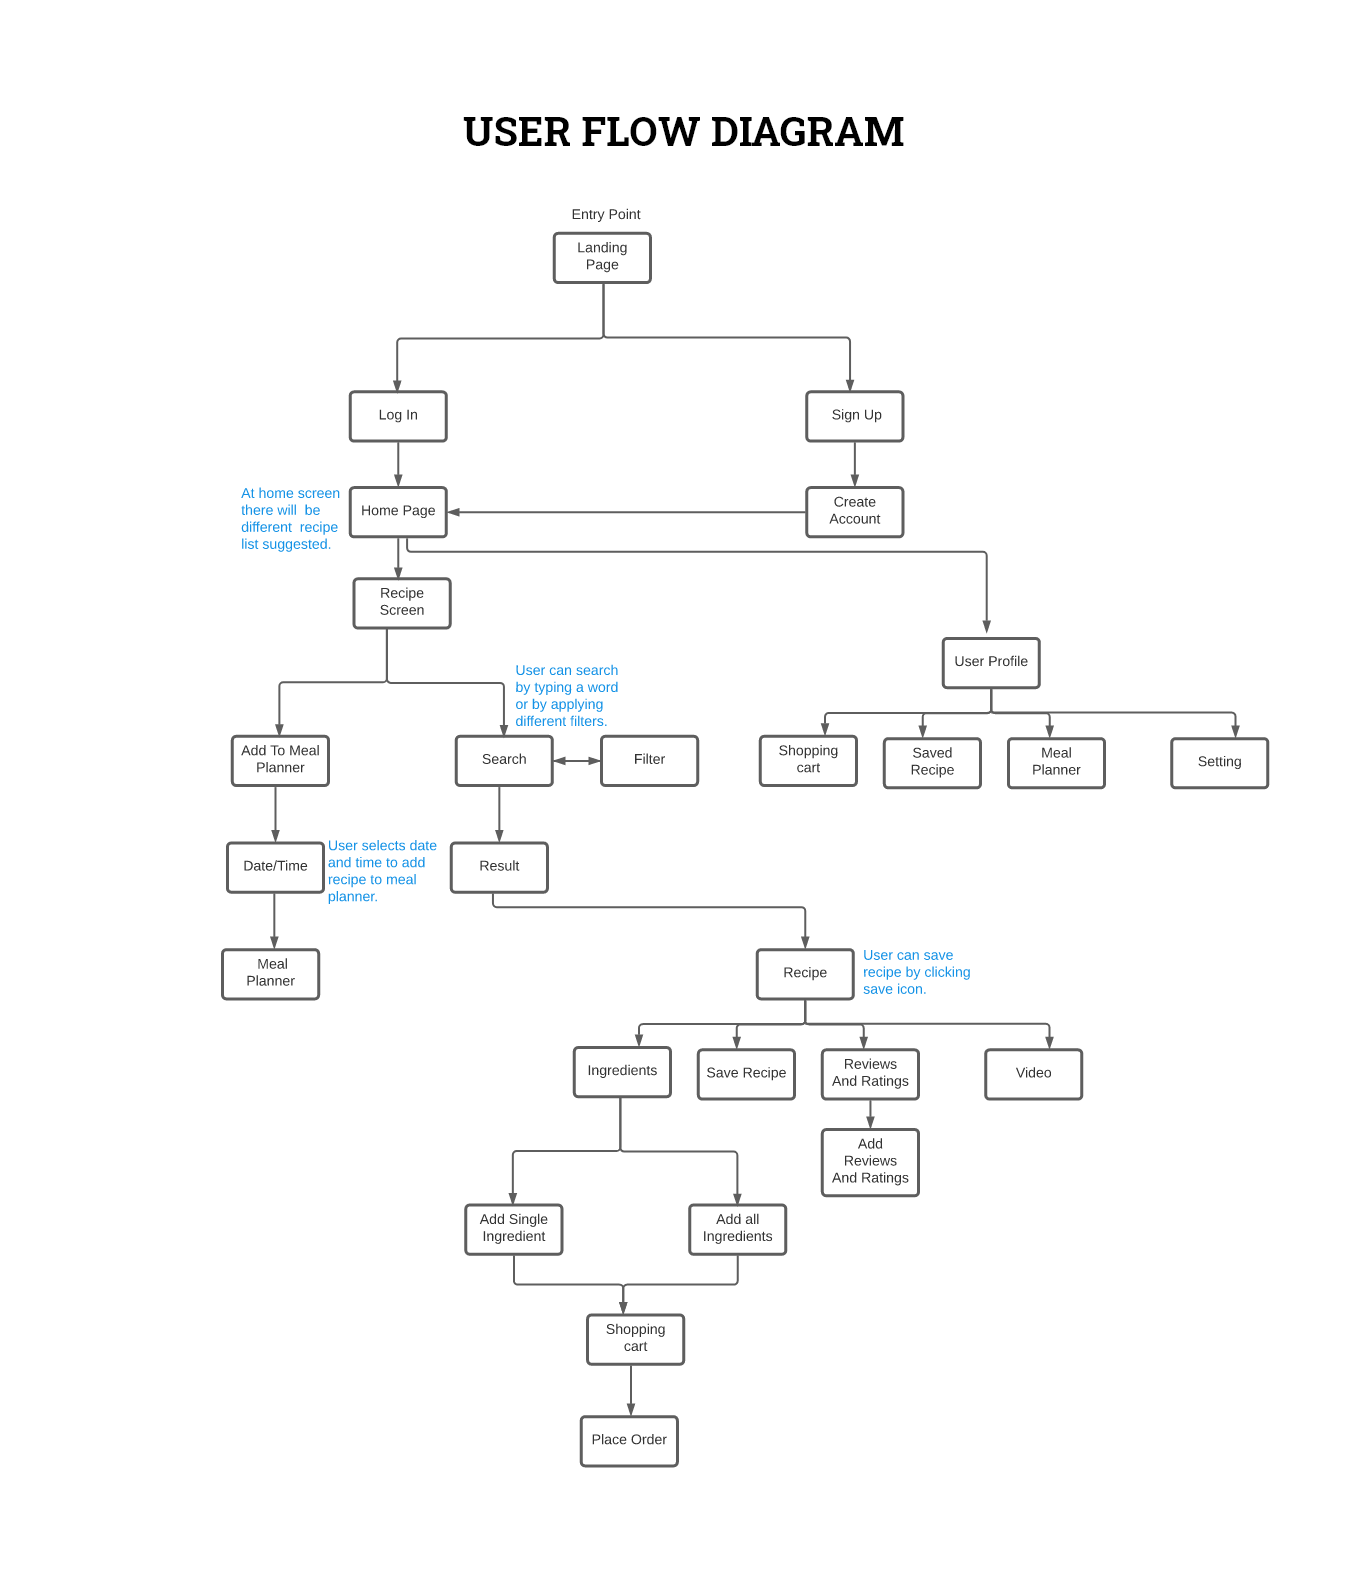 USER FLOW DIAGRAM
Entry Point
Landing
Page
Log In
Sign Up
At home screen
there will  be
different  recipe
list suggested.
Home Page
Create
Account
Recipe
Screen
User Profile
User can search
by typing a word
or by applying
different filters.
Add To Meal
Planner
Search
Filter
Shopping
cart
Saved
Recipe
Meal
Planner
Setting
Date/Time
User selects date
and time to add
recipe to meal
planner.
Result
Meal
Planner
Recipe
User can save
recipe by clicking
save icon.
Ingredients
Save Recipe
Reviews
And Ratings
Video
Add
Reviews
And Ratings
Add Single
Ingredient
Add all
Ingredients
Shopping
cart
Place Order